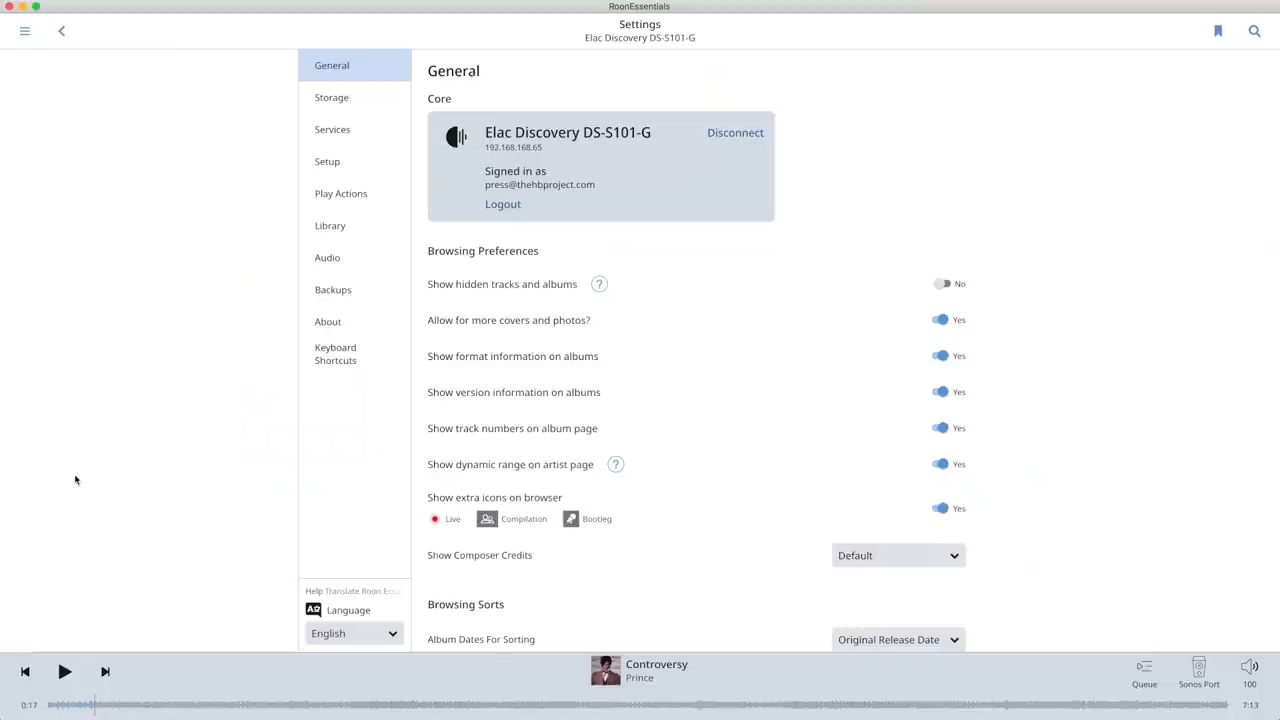 RoonEssentials
Settings
Elac Discovery DS-S101-G
General
Storage
Services
Setup
Play Actions
Library
Audio
Backups
About
Keyboard
Shortcuts
Help Translate Roon Ess...
Language
English
General
Core
Elac Discovery DS-S101-G
Disconnect
192.168.168.65
Signed in as
press@thehbproject.com
Logout
Browsing Preferences
Show hidden tracks and albums ? No
Allow for more covers and photos? Yes
Show format information on albums Yes
Show version information on albums Yes
Show track numbers on album page Yes
Show dynamic range on artist page ? Yes
Show extra icons on browser Yes
Live Compilation Bootleg
Show Composer Credits Default
Browsing Sorts
Album Dates For Sorting Original Release Date
Controversy
Prince
Queue
Sonos Port
100
0:17
7:13